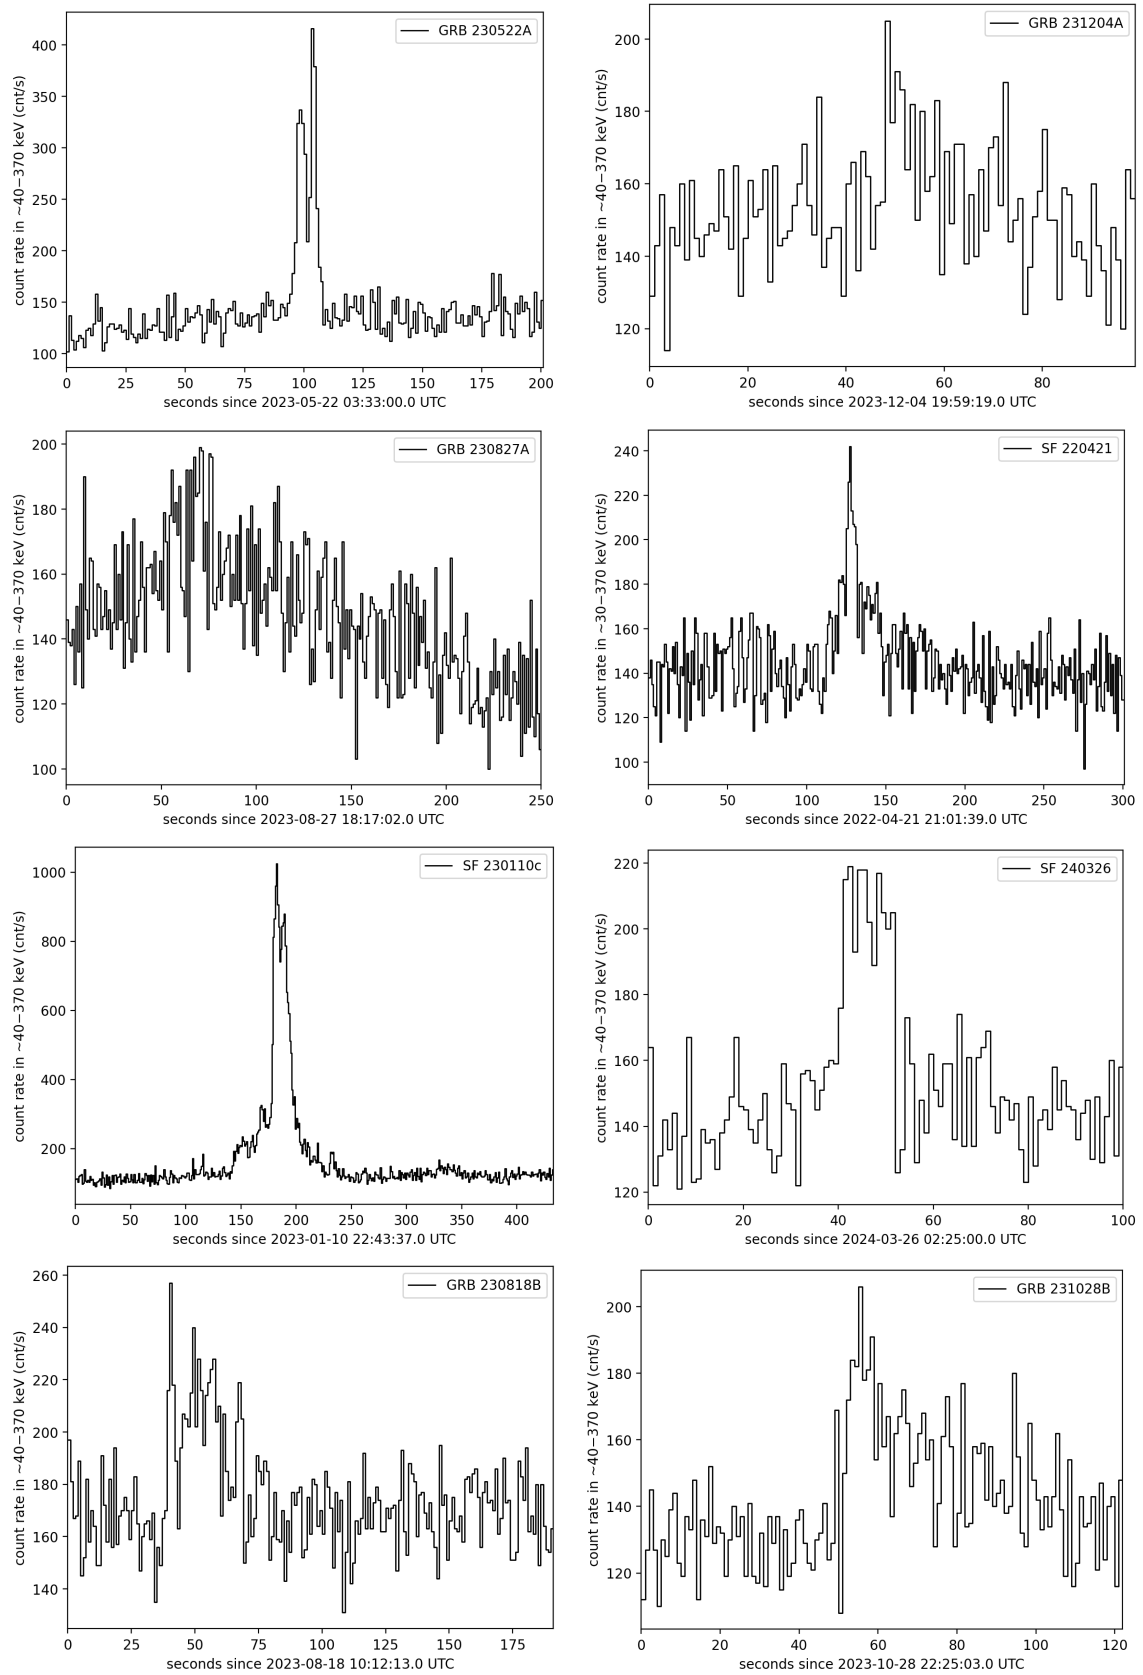 GRB 230522A
400
350
300
250
200
150
100
count rate in ~40−370 keV (cnt/s)
0 25 50 75 100 125 150 175 200
seconds since 2023-05-22 03:33:00.0 UTC
GRB 231204A
200
180
160
140
120
count rate in ~40−370 keV (cnt/s)
0 20 40 60 80
seconds since 2023-12-04 19:59:19.0 UTC
GRB 230827A
200
180
160
140
120
100
count rate in ~40−370 keV (cnt/s)
0 50 100 150 200 250
seconds since 2023-08-27 18:17:02.0 UTC
SF 220421
240
220
200
180
160
140
120
100
count rate in ~30−370 keV (cnt/s)
0 50 100 150 200 250 300
seconds since 2022-04-21 21:01:39.0 UTC
SF 230110c
1000
800
600
400
200
count rate in ~40−370 keV (cnt/s)
0 50 100 150 200 250 300 350 400
seconds since 2023-01-10 22:43:37.0 UTC
SF 240326
220
200
180
160
140
120
count rate in ~40−370 keV (cnt/s)
0 20 40 60 80 100
seconds since 2024-03-26 02:25:00.0 UTC
GRB 230818B
260
240
220
200
180
160
140
count rate in ~40−370 keV (cnt/s)
0 25 50 75 100 125 150 175
seconds since 2023-08-18 10:12:13.0 UTC
GRB 231028B
200
180
160
140
120
count rate in ~40−370 keV (cnt/s)
0 20 40 60 80 100 120
seconds since 2023-10-28 22:25:03.0 UTC